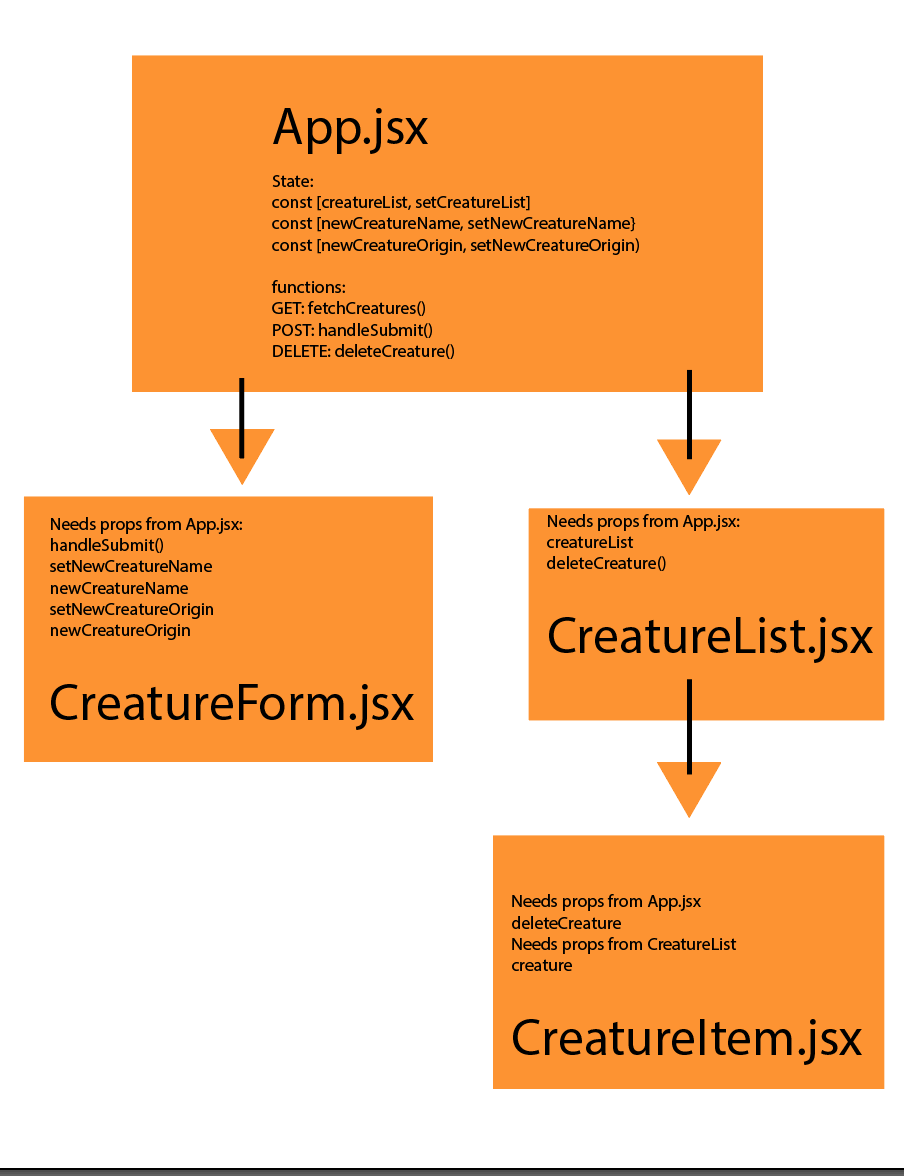 App.jsx
State:
const [creatureList, setCreatureList]
const [newCreatureName, setNewCreatureName}
const [newCreatureOrigin, setNewCreatureOrigin)
functions:
GET: fetchCreatures()
POST: handleSubmit()
DELETE: deleteCreature()
Needs props from App.jsx:
handleSubmit()
setNewCreatureName
newCreatureName
setNewCreatureOrigin
newCreatureOrigin
CreatureForm.jsx
Needs props from App.jsx:
creatureList
deleteCreature()
CreatureList.jsx
Needs props from App.jsx
deleteCreature
Needs props from CreatureList
creature
CreatureItem.jsx